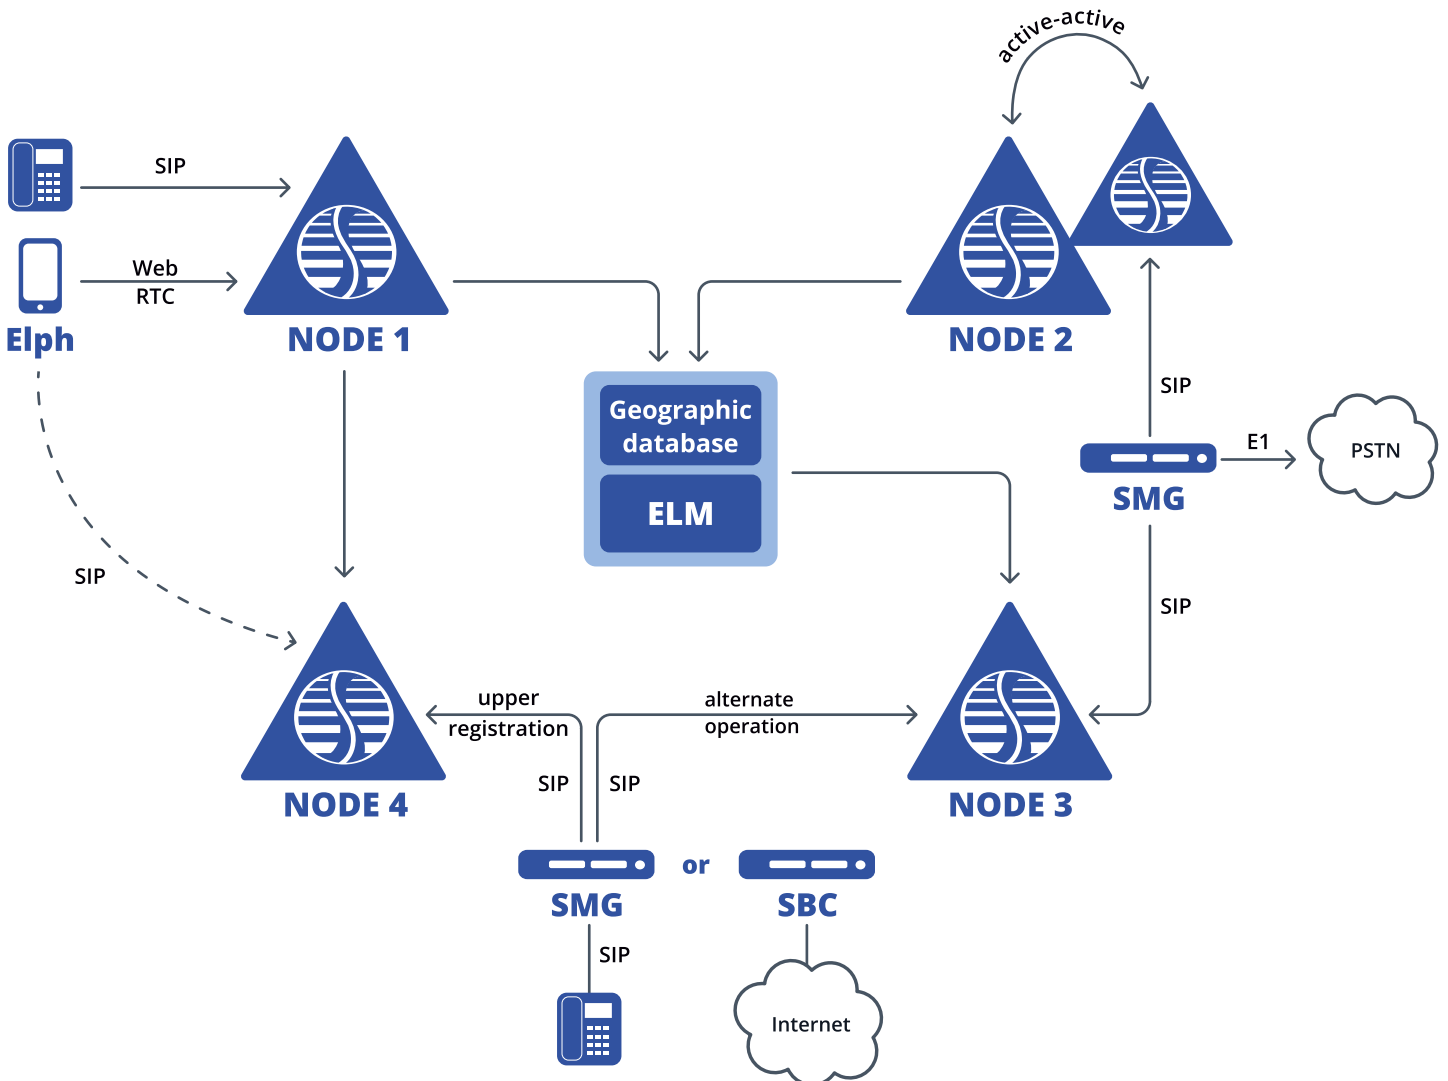 active-active
SIP
Web
RTC
Elph
NODE 1
NODE 2
Geographic
database
ELM
SIP
E1
PSTN
SMG
SIP
SIP
upper
registration
alternate
operation
SIP
SIP
NODE 4
NODE 3
or
SMG
SBC
SIP
Internet